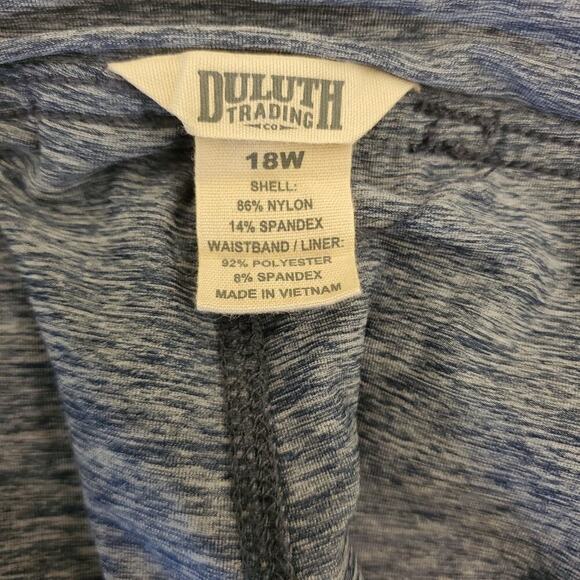 DULUTH
TRADING
CO
18W
SHELL:
86% NYLON
14% SPANDEX
WAISTBAND / LINER:
92% POLYESTER
8% SPANDEX
MADE IN VIETNAM